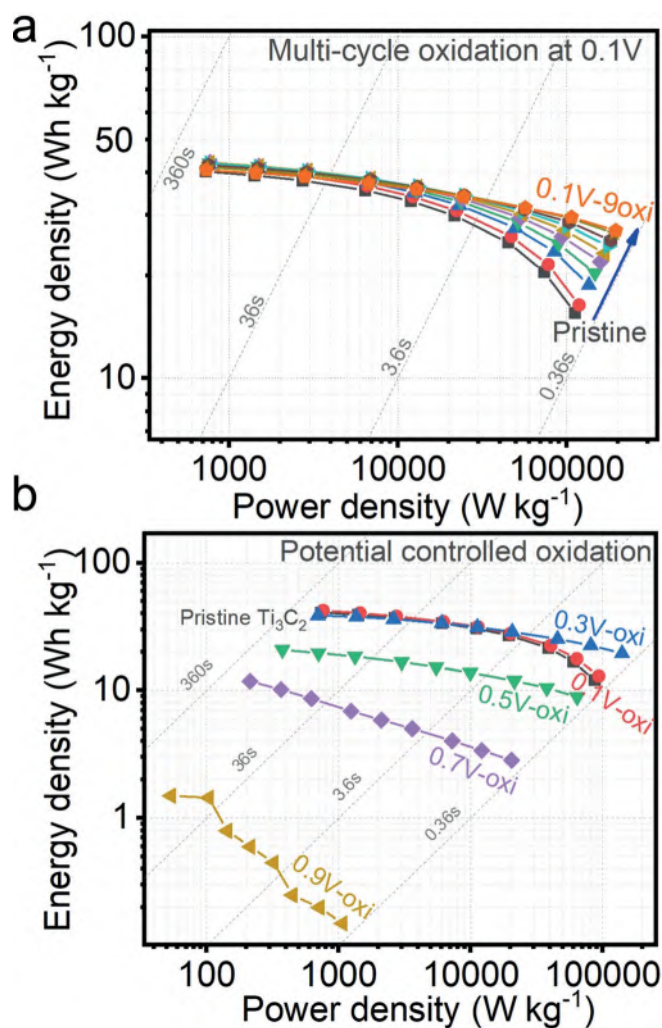 a
Multi-cycle oxidation at 0.1V
Energy density (Wh kg⁻¹)
100
50
10
360s
36s
3.6s
0.36s
0.1V-9oxi
Pristine
1000 10000 100000
Power density (W kg⁻¹)
b
Potential controlled oxidation
Energy density (Wh kg⁻¹)
100
10
1
Pristine Ti₃C₂
360s
36s
3.6s
0.36s
0.3V-oxi
0.1V-oxi
0.5V-oxi
0.7V-oxi
0.9V-oxi
100 1000 10000 100000
Power density (W kg⁻¹)